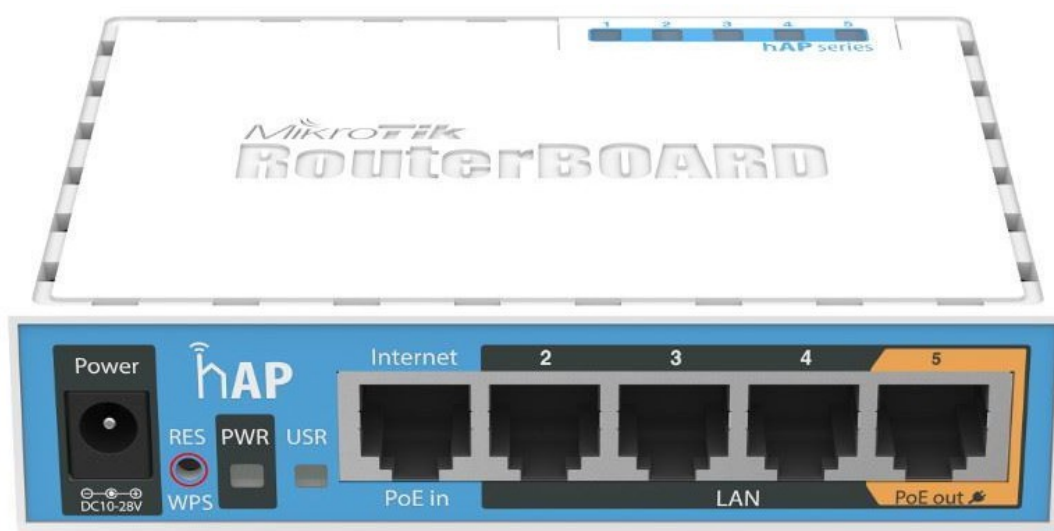 1 2 3 4 5
hAP series
MikroTik
RouterBOARD
Power
hAP
Internet
2 3 4 5
RES PWR USR
WPS
DC10-28V
PoE in
LAN
PoE out